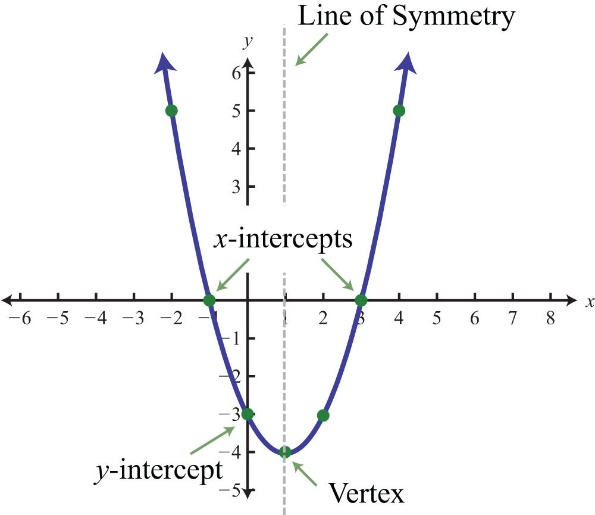 Line of Symmetry
y
6
5
4
3
x-intercepts
x
−6 −5 −4 −3 −2 −1 1 2 3 4 5 6 7 8
−1
−2
−3
−4
y-intercept
−5
Vertex